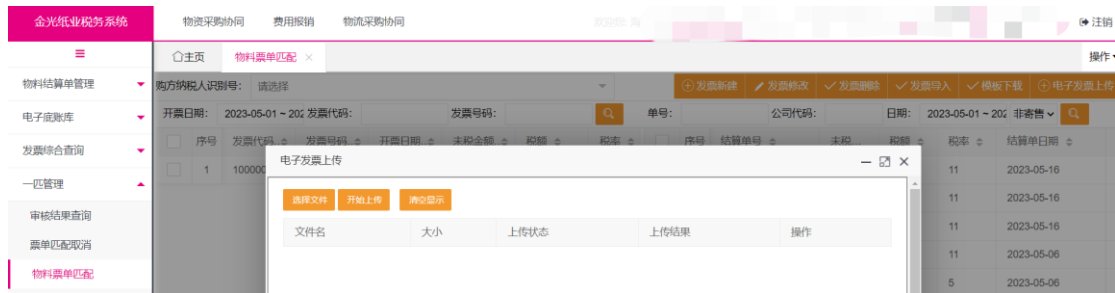 金光纸业税务系统 物资采购协同 费用报销 物流采购协同 注销
主页 物料票单匹配 × 操作
物料结算单管理 购方纳税人识别号： 请选择 发票新建 发票修改 发票删除 发票导入 模板下载 电子发票上传
电子底账库 开票日期： 2023-05-01 ~ 202 发票代码： 发票号码： 单号： 公司代码： 日期： 2023-05-01 ~ 202 非寄售
发票综合查询 序号 发票代码 发票号码 开票日期 未税金额 税额 税率 序号 结算单号 未税... 税额 税率 结算单日期
电子发票上传
一匹管理 1 100000 11 2023-05-16
选择文件 开始上传 清空显示 11 2023-05-16
审核结果查询 文件名 大小 上传状态 上传结果 操作 11 2023-05-16
票单匹配取消 11 2023-05-06
物料票单匹配 5 2023-05-06